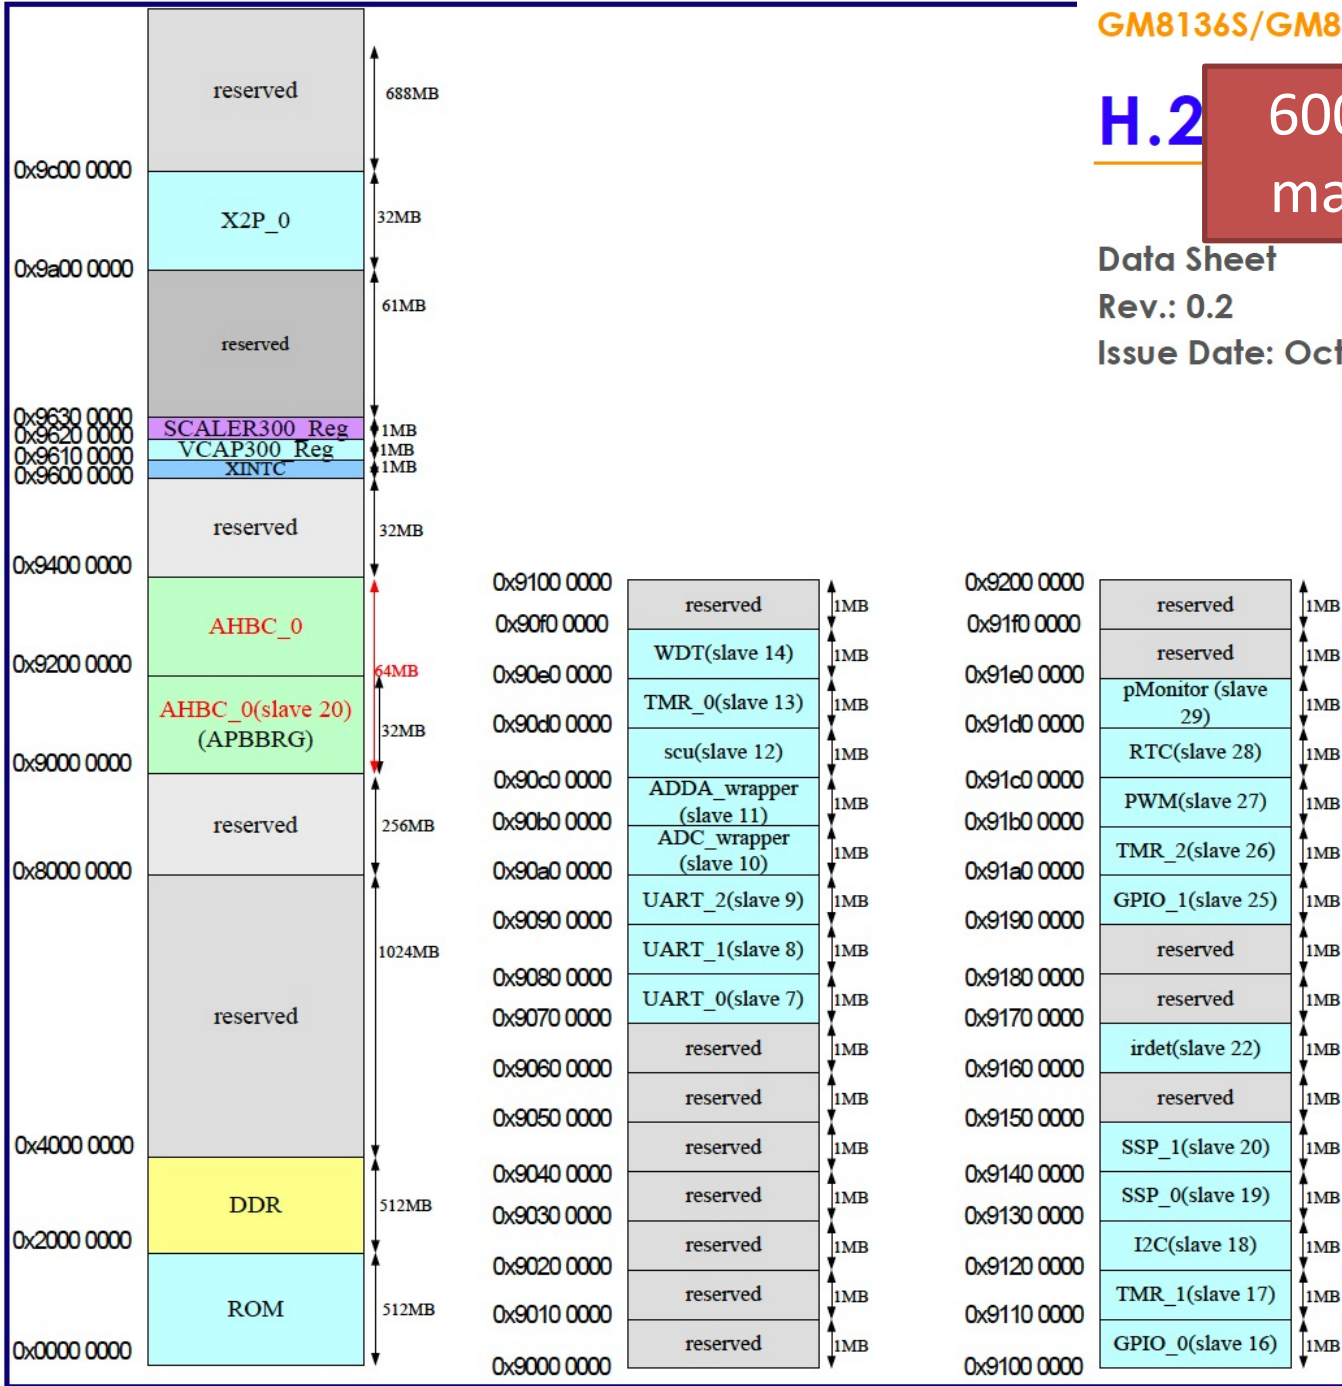 reserved
688MB
0x9c00 0000
X2P_0
32MB
0x9a00 0000
61MB
reserved
0x9630 0000
SCALER300_Reg
1MB
0x9620 0000
VCAP300_Reg
1MB
0x9610 0000
XINTC
1MB
0x9600 0000
reserved
32MB
0x9400 0000
AHBC_0
0x9200 0000
64MB
AHBC_0(slave 20)
(APBBRG)
32MB
0x9000 0000
reserved
256MB
0x8000 0000
1024MB
reserved
0x4000 0000
DDR
512MB
0x2000 0000
ROM
512MB
0x0000 0000
0x9100 0000
reserved
1MB
0x90f0 0000
WDT(slave 14)
1MB
0x90e0 0000
TMR_0(slave 13)
1MB
0x90d0 0000
scu(slave 12)
1MB
0x90c0 0000
ADDA_wrapper
(slave 11)
1MB
0x90b0 0000
ADC_wrapper
(slave 10)
1MB
0x90a0 0000
UART_2(slave 9)
1MB
0x9090 0000
UART_1(slave 8)
1MB
0x9080 0000
UART_0(slave 7)
1MB
0x9070 0000
reserved
1MB
0x9060 0000
reserved
1MB
0x9050 0000
reserved
1MB
0x9040 0000
reserved
1MB
0x9030 0000
reserved
1MB
0x9020 0000
reserved
1MB
0x9010 0000
reserved
1MB
0x9000 0000
GM8136S/GM8
H.2
600
ma
Data Sheet
Rev.: 0.2
Issue Date: Oct
0x9200 0000
reserved
1MB
0x91f0 0000
reserved
1MB
0x91e0 0000
pMonitor (slave
29)
1MB
0x91d0 0000
RTC(slave 28)
1MB
0x91c0 0000
PWM(slave 27)
1MB
0x91b0 0000
TMR_2(slave 26)
1MB
0x91a0 0000
GPIO_1(slave 25)
1MB
0x9190 0000
reserved
1MB
0x9180 0000
reserved
1MB
0x9170 0000
irdet(slave 22)
1MB
0x9160 0000
reserved
1MB
0x9150 0000
SSP_1(slave 20)
1MB
0x9140 0000
SSP_0(slave 19)
1MB
0x9130 0000
I2C(slave 18)
1MB
0x9120 0000
TMR_1(slave 17)
1MB
0x9110 0000
GPIO_0(slave 16)
1MB
0x9100 0000